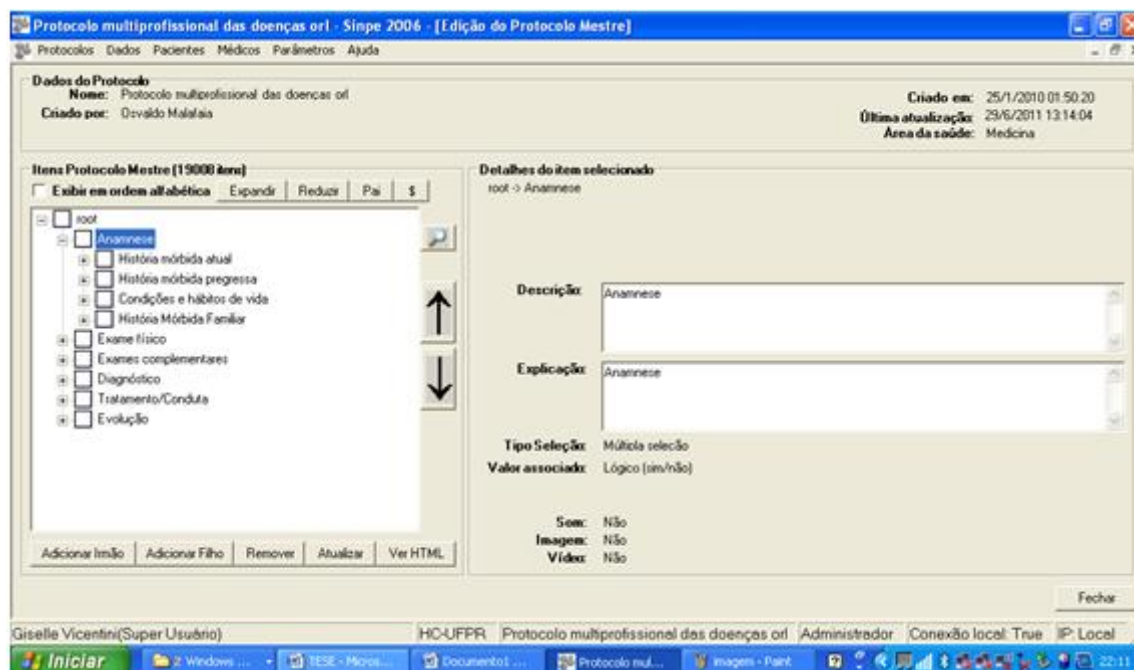 Protocolo multiprofissional das doenças orl - Sinpe 2006 - [Edição do Protocolo Mestre]
Protocolos Dados Pacientes Médicos Parâmetros Ajuda
Dados do Protocolo
Nome: Protocolo multiprofissional das doencas orl
Criado por: Osvaldo Malafaia
Criado em: 25/1/2010 01:50:20
Última atualização: 29/6/2011 13:14:04
Área da saúde: Medicina
Itens Protocolo Mestre (19008 itens)
Exibir em ordem alfabética Expandir Reduzir Pai $
root
Anamnese
História mórbida atual
História mórbida pregressa
Condições e hábitos de vida
História Mórbida Familiar
Exame físico
Exames complementares
Diagnóstico
Tratamento/Conduta
Evolução
Adicionar Irmão Adicionar Filho Remover Atualizar Ver HTML
Detalhes do item selecionado
root -> Anamnese
Descrição: Anamnese
Explicação: Anamnese
Tipo Seleção: Múltipla selecão
Valor associado: Lógico (sim/não)
Som: Não
Imagem: Não
Vídeo: Não
Fechar
Giselle Vicentini(Super Usuário) HC-UFPR Protocolo multiprofissional das doenças orl Administrador Conexão local: True IP: Local
Iniciar 2 Windows ... TESE - Micros... Documento1 ... Protocolo mul... imagem - Paint 22:11